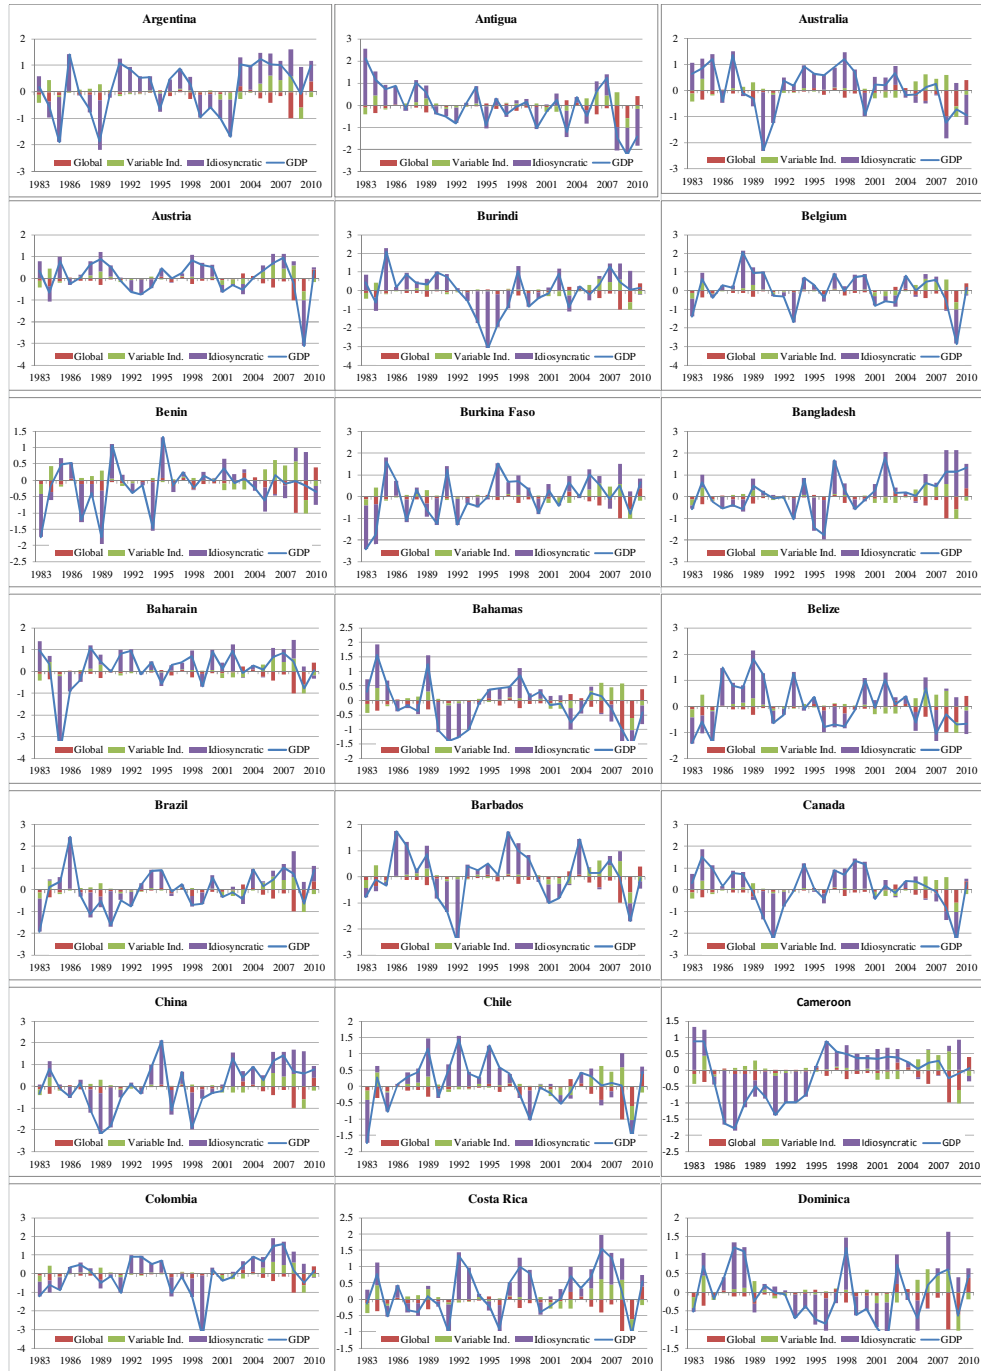 Argentina
2
1
0
-1
-2
-3
Global Variable Ind. Idiosyncratic GDP
1983 1986 1989 1992 1995 1998 2001 2004 2007 2010
Antigua
3
2
1
0
-1
-2
-3
Global Variable Ind. Idiosyncratic GDP
1983 1986 1989 1992 1995 1998 2001 2004 2007 2010
Australia
2
1
0
-1
-2
-3
Global Variable Ind. Idiosyncratic GDP
1983 1986 1989 1992 1995 1998 2001 2004 2007 2010
Austria
2
1
0
-1
-2
-3
-4
Global Variable Ind. Idiosyncratic GDP
1983 1986 1989 1992 1995 1998 2001 2004 2007 2010
Burindi
3
2
1
0
-1
-2
-3
-4
Global Variable Ind. Idiosyncratic GDP
1983 1986 1989 1992 1995 1998 2001 2004 2007 2010
Belgium
3
2
1
0
-1
-2
-3
-4
Global Variable Ind. Idiosyncratic GDP
1983 1986 1989 1992 1995 1998 2001 2004 2007 2010
Benin
1.5
1
0.5
0
-0.5
-1
-1.5
-2
-2.5
Global Variable Ind. Idiosyncratic GDP
1983 1986 1989 1992 1995 1998 2001 2004 2007 2010
Burkina Faso
3
2
1
0
-1
-2
-3
Global Variable Ind. Idiosyncratic GDP
1983 1986 1989 1992 1995 1998 2001 2004 2007 2010
Bangladesh
3
2
1
0
-1
-2
-3
Global Variable Ind. Idiosyncratic GDP
1983 1986 1989 1992 1995 1998 2001 2004 2007 2010
Baharain
2
1
0
-1
-2
-3
-4
Global Variable Ind. Idiosyncratic GDP
1983 1986 1989 1992 1995 1998 2001 2004 2007 2010
Bahamas
2.5
2
1.5
1
0.5
0
-0.5
-1
-1.5
Global Variable Ind. Idiosyncratic GDP
1983 1986 1989 1992 1995 1998 2001 2004 2007 2010
Belize
3
2
1
0
-1
-2
Global Variable Ind. Idiosyncratic GDP
1983 1986 1989 1992 1995 1998 2001 2004 2007 2010
Brazil
3
2
1
0
-1
-2
-3
Global Variable Ind. Idiosyncratic GDP
1983 1986 1989 1992 1995 1998 2001 2004 2007 2010
Barbados
2
1
0
-1
-2
-3
Global Variable Ind. Idiosyncratic GDP
1983 1986 1989 1992 1995 1998 2001 2004 2007 2010
Canada
3
2
1
0
-1
-2
-3
Global Variable Ind. Idiosyncratic GDP
1983 1986 1989 1992 1995 1998 2001 2004 2007 2010
China
3
2
1
0
-1
-2
-3
Global Variable Ind. Idiosyncratic GDP
1983 1986 1989 1992 1995 1998 2001 2004 2007 2010
Chile
2
1.5
1
0.5
0
-0.5
-1
-1.5
-2
Global Variable Ind. Idiosyncratic GDP
1983 1986 1989 1992 1995 1998 2001 2004 2007 2010
Cameroon
1.5
1
0.5
0
-0.5
-1
-1.5
-2
-2.5
Global Variable Ind. Idiosyncratic GDP
1983 1986 1989 1992 1995 1998 2001 2004 2007 2010
Colombia
4
3
2
1
0
-1
-2
-3
-4
Global Variable Ind. Idiosyncratic GDP
1983 1986 1989 1992 1995 1998 2001 2004 2007 2010
Costa Rica
2.5
2
1.5
1
0.5
0
-0.5
-1
-1.5
Global Variable Ind. Idiosyncratic GDP
1983 1986 1989 1992 1995 1998 2001 2004 2007 2010
Dominica
2
1.5
1
0.5
0
-0.5
-1
-1.5
Global Variable Ind. Idiosyncratic GDP
1983 1986 1989 1992 1995 1998 2001 2004 2007 2010